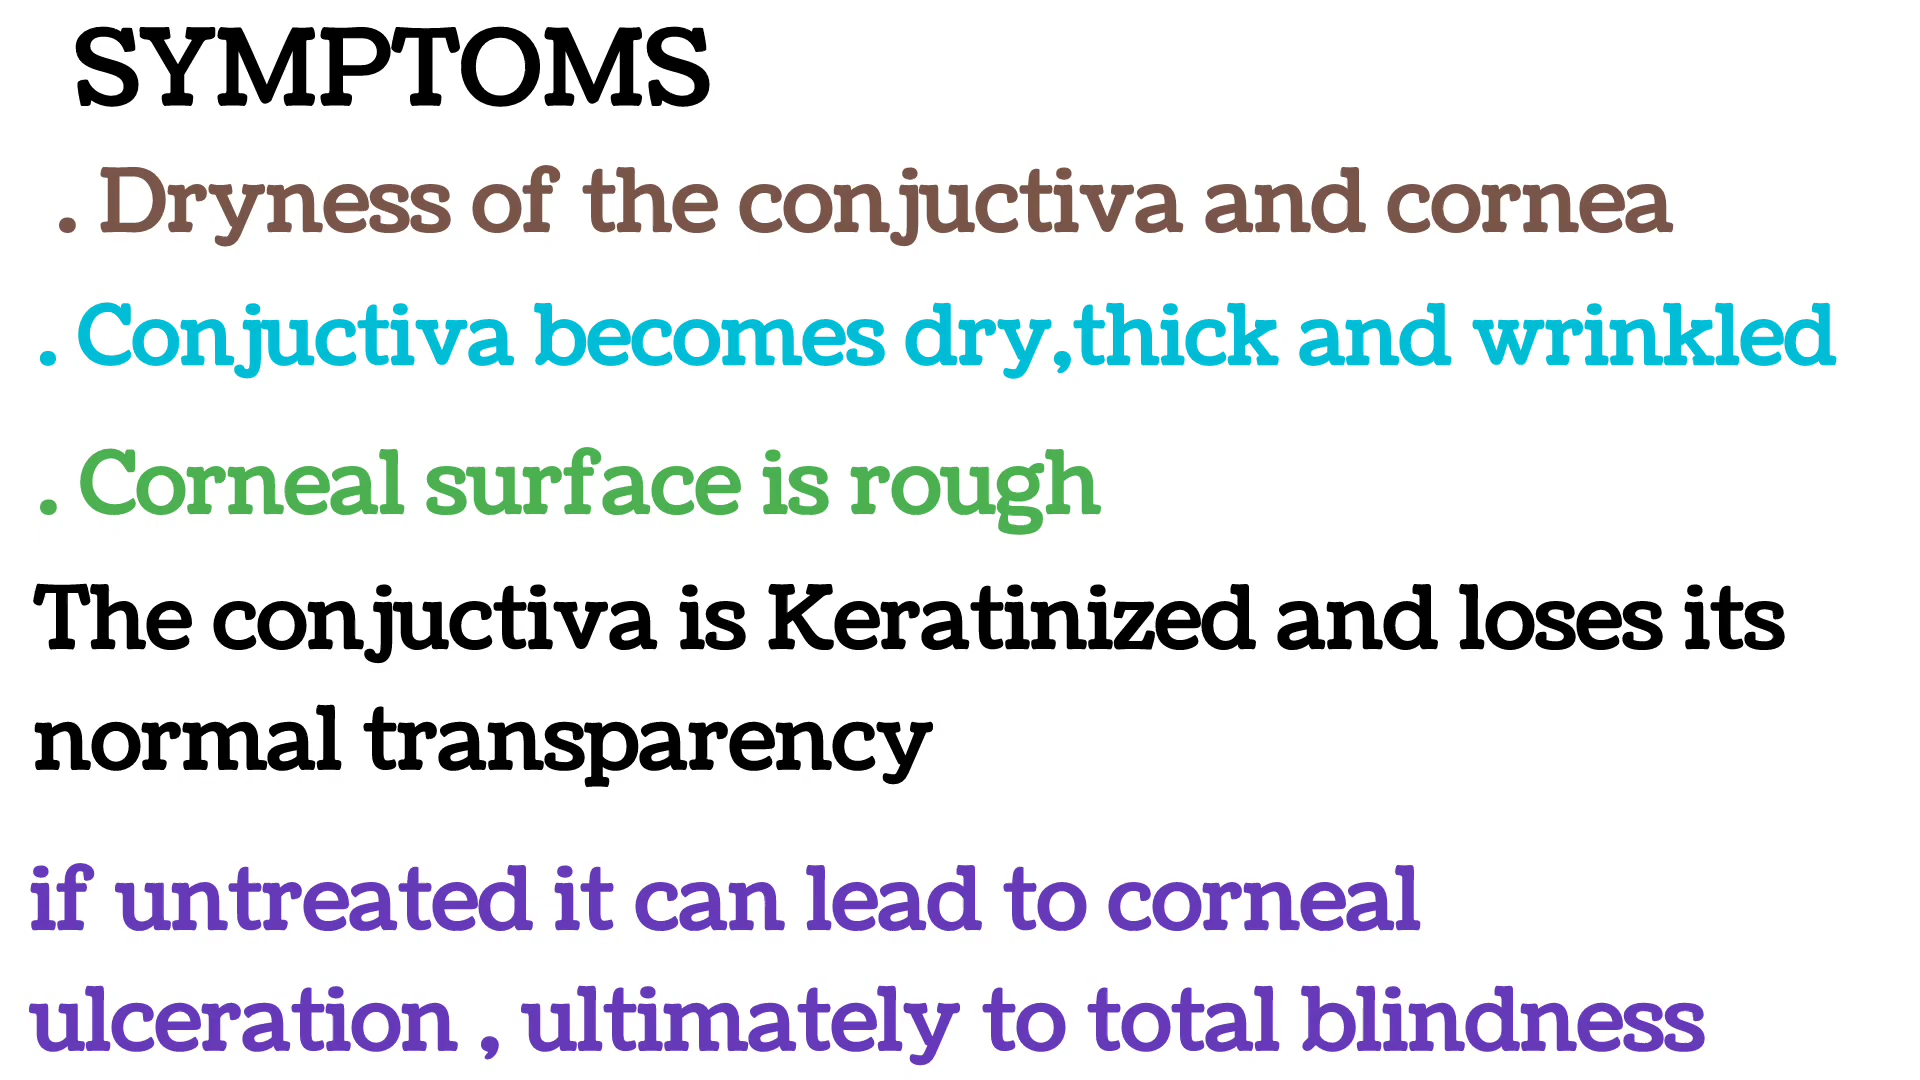 SYMPTOMS
. Dryness of the conjuctiva and cornea
. Conjuctiva becomes dry,thick and wrinkled
. Corneal surface is rough
The conjuctiva is Keratinized and loses its
normal transparency
if untreated it can lead to corneal
ulceration , ultimately to total blindness